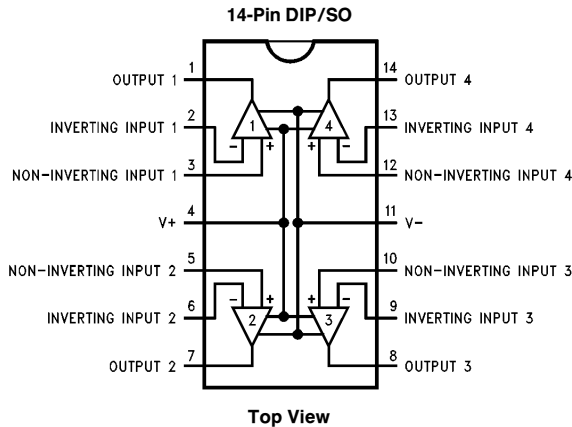 14-Pin DIP/SO
1 14
OUTPUT 1 OUTPUT 4
2 1 4 13
INVERTING INPUT 1 INVERTING INPUT 4
- + + -
3 12
NON-INVERTING INPUT 1 NON-INVERTING INPUT 4
4 11
V+ V-
5 10
NON-INVERTING INPUT 2 NON-INVERTING INPUT 3
- + + -
6 2 3 9
INVERTING INPUT 2 INVERTING INPUT 3
7 8
OUTPUT 2 OUTPUT 3
Top View